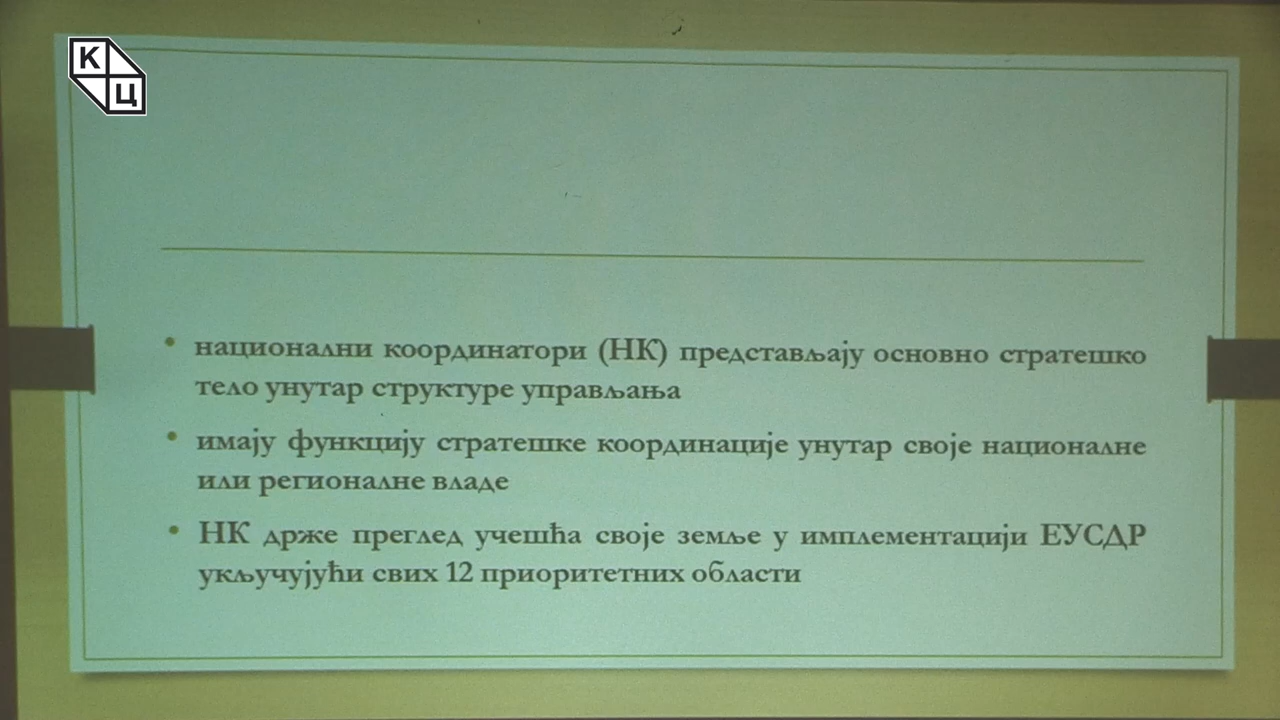 К
Ц
национални координатори (НК) представљају основно стратешко
тело унутар структуре управљања
имају функцију стратешке координације унутар своје националне
или регионалне владе
НК држе преглед учешћа своје земље у имплементацији ЕУСДР
укључујући свих 12 приоритетних области